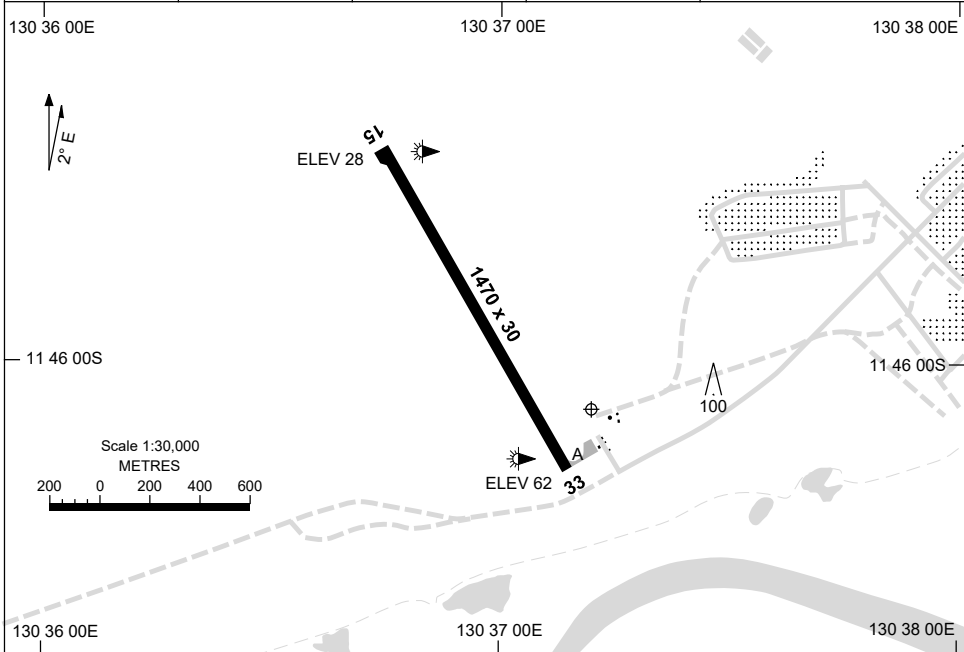 130 36 00E
130 37 00E
130 38 00E
2° E
15
ELEV 28
1470 x 30
11 46 00S
11 46 00S
100
Scale 1:30,000
METRES
200 0 200 400 600
A
ELEV 62
33
130 36 00E
130 37 00E
130 38 00E